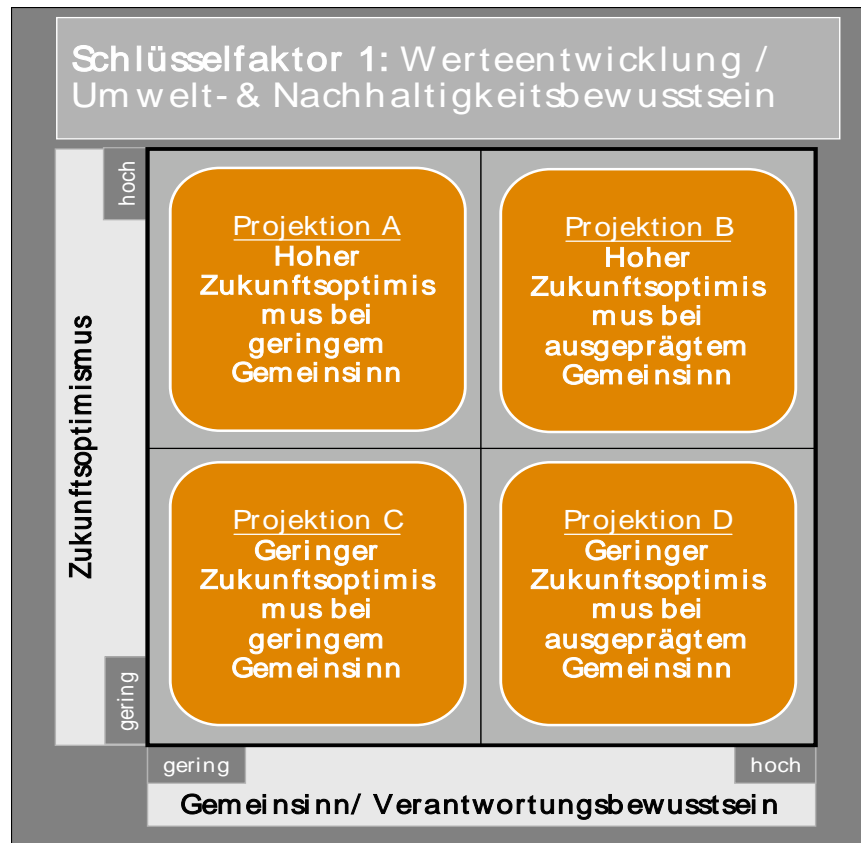 Schlüsselfaktor 1: Werteentwicklung /
Umwelt- & Nachhaltigkeitsbewusstsein
hoch
Zukunftsoptimismus
gering
Projektion A
Hoher
Zukunftsoptimis
mus bei
geringem
Gemeinsinn
Projektion B
Hoher
Zukunftsoptimis
mus bei
ausgeprägtem
Gemeinsinn
Projektion C
Geringer
Zukunftsoptimis
mus bei
geringem
Gemeinsinn
Projektion D
Geringer
Zukunftsoptimis
mus bei
ausgeprägtem
Gemeinsinn
gering
hoch
Gemeinsinn/ Verantwortungsbewusstsein